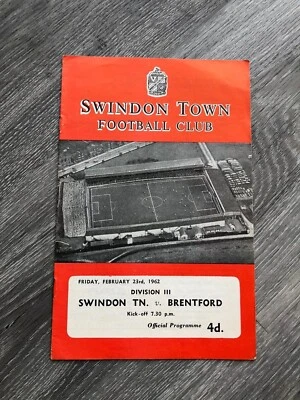 SWINDON TOWN
FOOTBALL CLUB
FRIDAY, FEBRUARY 23rd, 1962
DIVISION III
SWINDON TN. v. BRENTFORD
Kick-off 7.30 p.m.
Official Programme 4d.